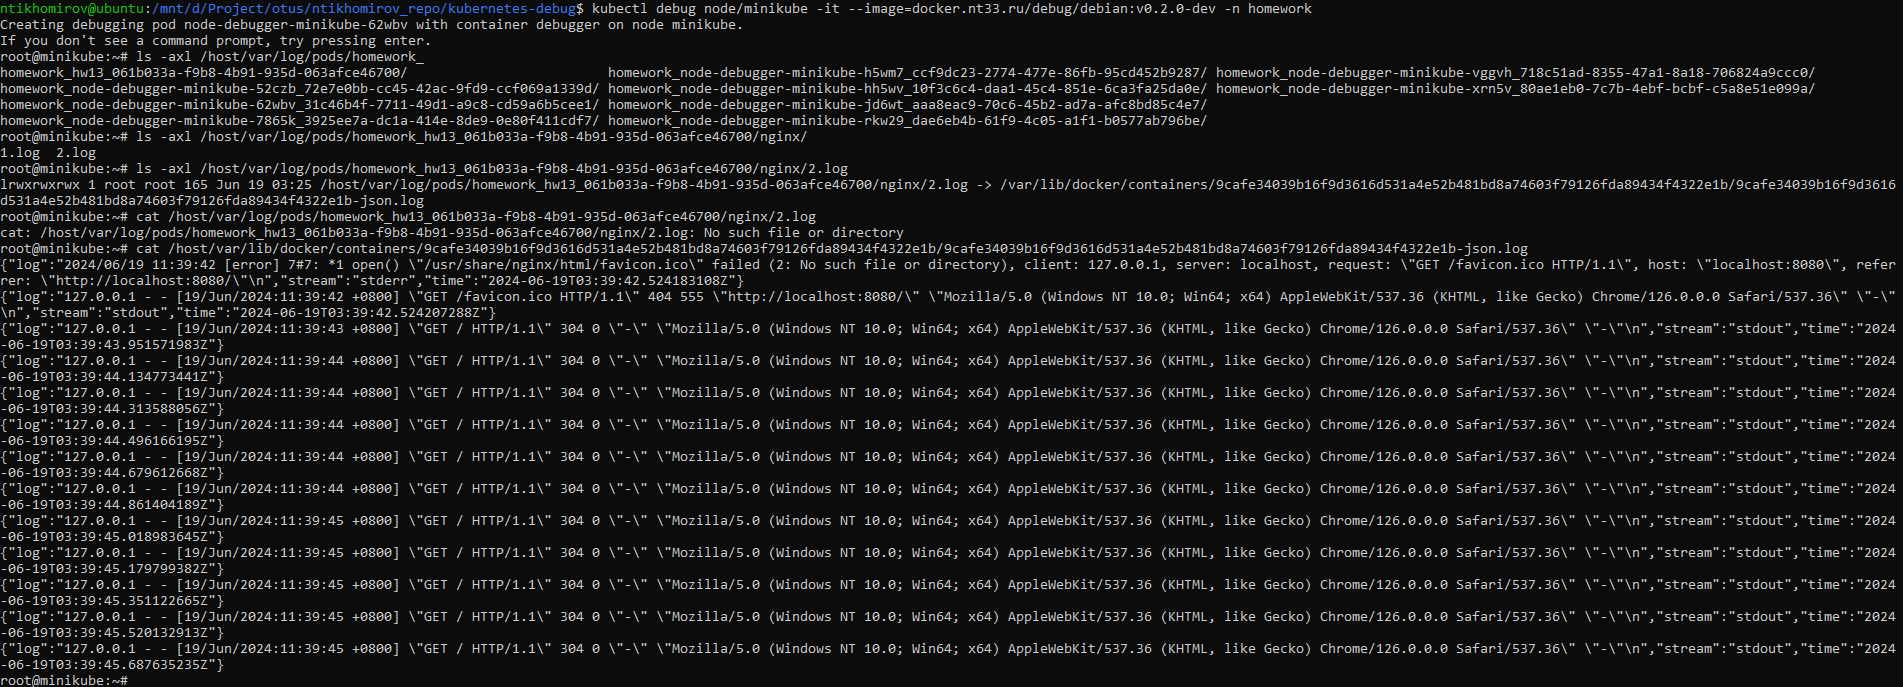 ntikhomirov@ubuntu:/mnt/d/Project/otus/ntikhomirov_repo/kubernetes-debug$ kubectl debug node/minikube -it --image=docker.nt33.ru/debug/debian:v0.2.0-dev -n homework
Creating debugging pod node-debugger-minikube-62wbv with container debugger on node minikube.
If you don't see a command prompt, try pressing enter.
root@minikube:~# ls -axl /host/var/log/pods/homework_
homework_hw13_061b033a-f9b8-4b91-935d-063afce46700/                         homework_node-debugger-minikube-h5wm7_ccf9dc23-2774-477e-86fb-95cd452b9287/ homework_node-debugger-minikube-vggvh_718c51ad-8355-47a1-8a18-706824a9ccc0/
homework_node-debugger-minikube-52czb_72e7e0bb-cc45-42ac-9fd9-ccf069a1339d/ homework_node-debugger-minikube-hh5wv_10f3c6c4-daa1-45c4-851e-6ca3fa25da0e/ homework_node-debugger-minikube-xrn5v_80ae1eb0-7c7b-4ebf-bcbf-c5a8e51e099a/
homework_node-debugger-minikube-62wbv_31c46b4f-7711-49d1-a9c8-cd59a6b5cee1/ homework_node-debugger-minikube-jd6wt_aaa8eac9-70c6-45b2-ad7a-afc8bd85c4e7/
homework_node-debugger-minikube-7865k_3925ee7a-dc1a-414e-8de9-0e80f411cdf7/ homework_node-debugger-minikube-rkw29_dae6eb4b-61f9-4c05-a1f1-b0577ab796be/
root@minikube:~# ls -axl /host/var/log/pods/homework_hw13_061b033a-f9b8-4b91-935d-063afce46700/nginx/
1.log  2.log
root@minikube:~# ls -axl /host/var/log/pods/homework_hw13_061b033a-f9b8-4b91-935d-063afce46700/nginx/2.log
lrwxrwxrwx 1 root root 165 Jun 19 03:25 /host/var/log/pods/homework_hw13_061b033a-f9b8-4b91-935d-063afce46700/nginx/2.log -> /var/lib/docker/containers/9cafe34039b16f9d3616d531a4e52b481bd8a74603f79126fda89434f4322e1b/9cafe34039b16f9d3616
d531a4e52b481bd8a74603f79126fda89434f4322e1b-json.log
root@minikube:~# cat /host/var/log/pods/homework_hw13_061b033a-f9b8-4b91-935d-063afce46700/nginx/2.log
cat: /host/var/log/pods/homework_hw13_061b033a-f9b8-4b91-935d-063afce46700/nginx/2.log: No such file or directory
root@minikube:~# cat /host/var/lib/docker/containers/9cafe34039b16f9d3616d531a4e52b481bd8a74603f79126fda89434f4322e1b/9cafe34039b16f9d3616d531a4e52b481bd8a74603f79126fda89434f4322e1b-json.log
{"log":"2024/06/19 11:39:42 [error] 7#7: *1 open() \"/usr/share/nginx/html/favicon.ico\" failed (2: No such file or directory), client: 127.0.0.1, server: localhost, request: \"GET /favicon.ico HTTP/1.1\", host: \"localhost:8080\", refer
rer: \"http://localhost:8080/\"\n","stream":"stderr","time":"2024-06-19T03:39:42.524183108Z"}
{"log":"127.0.0.1 - - [19/Jun/2024:11:39:42 +0800] \"GET /favicon.ico HTTP/1.1\" 404 555 \"http://localhost:8080/\" \"Mozilla/5.0 (Windows NT 10.0; Win64; x64) AppleWebKit/537.36 (KHTML, like Gecko) Chrome/126.0.0.0 Safari/537.36\" \"-\"
\n","stream":"stdout","time":"2024-06-19T03:39:42.524207288Z"}
{"log":"127.0.0.1 - - [19/Jun/2024:11:39:43 +0800] \"GET / HTTP/1.1\" 304 0 \"-\" \"Mozilla/5.0 (Windows NT 10.0; Win64; x64) AppleWebKit/537.36 (KHTML, like Gecko) Chrome/126.0.0.0 Safari/537.36\" \"-\"\n","stream":"stdout","time":"2024
-06-19T03:39:43.951571983Z"}
{"log":"127.0.0.1 - - [19/Jun/2024:11:39:44 +0800] \"GET / HTTP/1.1\" 304 0 \"-\" \"Mozilla/5.0 (Windows NT 10.0; Win64; x64) AppleWebKit/537.36 (KHTML, like Gecko) Chrome/126.0.0.0 Safari/537.36\" \"-\"\n","stream":"stdout","time":"2024
-06-19T03:39:44.134773441Z"}
{"log":"127.0.0.1 - - [19/Jun/2024:11:39:44 +0800] \"GET / HTTP/1.1\" 304 0 \"-\" \"Mozilla/5.0 (Windows NT 10.0; Win64; x64) AppleWebKit/537.36 (KHTML, like Gecko) Chrome/126.0.0.0 Safari/537.36\" \"-\"\n","stream":"stdout","time":"2024
-06-19T03:39:44.313588056Z"}
{"log":"127.0.0.1 - - [19/Jun/2024:11:39:44 +0800] \"GET / HTTP/1.1\" 304 0 \"-\" \"Mozilla/5.0 (Windows NT 10.0; Win64; x64) AppleWebKit/537.36 (KHTML, like Gecko) Chrome/126.0.0.0 Safari/537.36\" \"-\"\n","stream":"stdout","time":"2024
-06-19T03:39:44.496166195Z"}
{"log":"127.0.0.1 - - [19/Jun/2024:11:39:44 +0800] \"GET / HTTP/1.1\" 304 0 \"-\" \"Mozilla/5.0 (Windows NT 10.0; Win64; x64) AppleWebKit/537.36 (KHTML, like Gecko) Chrome/126.0.0.0 Safari/537.36\" \"-\"\n","stream":"stdout","time":"2024
-06-19T03:39:44.679612668Z"}
{"log":"127.0.0.1 - - [19/Jun/2024:11:39:44 +0800] \"GET / HTTP/1.1\" 304 0 \"-\" \"Mozilla/5.0 (Windows NT 10.0; Win64; x64) AppleWebKit/537.36 (KHTML, like Gecko) Chrome/126.0.0.0 Safari/537.36\" \"-\"\n","stream":"stdout","time":"2024
-06-19T03:39:44.861404189Z"}
{"log":"127.0.0.1 - - [19/Jun/2024:11:39:45 +0800] \"GET / HTTP/1.1\" 304 0 \"-\" \"Mozilla/5.0 (Windows NT 10.0; Win64; x64) AppleWebKit/537.36 (KHTML, like Gecko) Chrome/126.0.0.0 Safari/537.36\" \"-\"\n","stream":"stdout","time":"2024
-06-19T03:39:45.018983645Z"}
{"log":"127.0.0.1 - - [19/Jun/2024:11:39:45 +0800] \"GET / HTTP/1.1\" 304 0 \"-\" \"Mozilla/5.0 (Windows NT 10.0; Win64; x64) AppleWebKit/537.36 (KHTML, like Gecko) Chrome/126.0.0.0 Safari/537.36\" \"-\"\n","stream":"stdout","time":"2024
-06-19T03:39:45.179799382Z"}
{"log":"127.0.0.1 - - [19/Jun/2024:11:39:45 +0800] \"GET / HTTP/1.1\" 304 0 \"-\" \"Mozilla/5.0 (Windows NT 10.0; Win64; x64) AppleWebKit/537.36 (KHTML, like Gecko) Chrome/126.0.0.0 Safari/537.36\" \"-\"\n","stream":"stdout","time":"2024
-06-19T03:39:45.351122665Z"}
{"log":"127.0.0.1 - - [19/Jun/2024:11:39:45 +0800] \"GET / HTTP/1.1\" 304 0 \"-\" \"Mozilla/5.0 (Windows NT 10.0; Win64; x64) AppleWebKit/537.36 (KHTML, like Gecko) Chrome/126.0.0.0 Safari/537.36\" \"-\"\n","stream":"stdout","time":"2024
-06-19T03:39:45.520132913Z"}
{"log":"127.0.0.1 - - [19/Jun/2024:11:39:45 +0800] \"GET / HTTP/1.1\" 304 0 \"-\" \"Mozilla/5.0 (Windows NT 10.0; Win64; x64) AppleWebKit/537.36 (KHTML, like Gecko) Chrome/126.0.0.0 Safari/537.36\" \"-\"\n","stream":"stdout","time":"2024
-06-19T03:39:45.687635235Z"}
root@minikube:~#